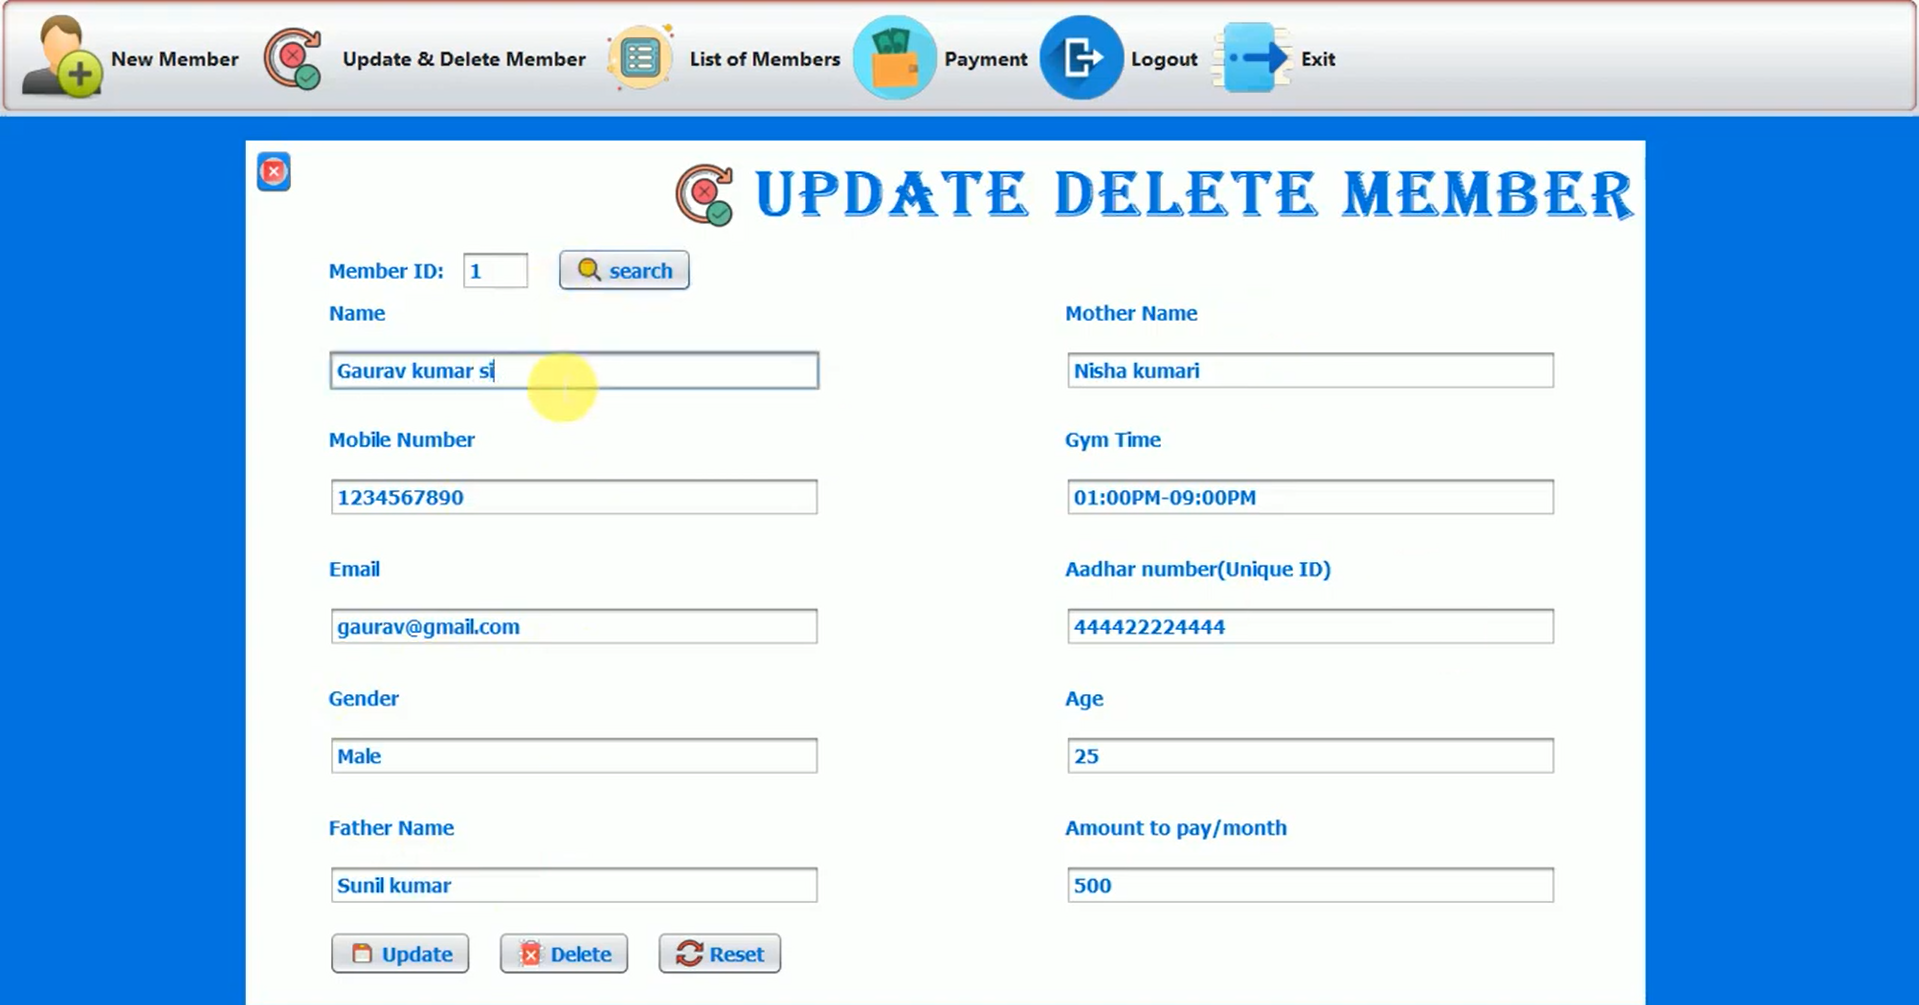 New Member Update & Delete Member List of Members Payment Logout Exit
UPDATE DELETE MEMBER
Member ID: 1 search
Name Mother Name
Gaurav kumar si Nisha kumari
Mobile Number Gym Time
1234567890 01:00PM-09:00PM
Email Aadhar number(Unique ID)
gaurav@gmail.com 444422224444
Gender Age
Male 25
Father Name Amount to pay/month
Sunil kumar 500
Update Delete Reset